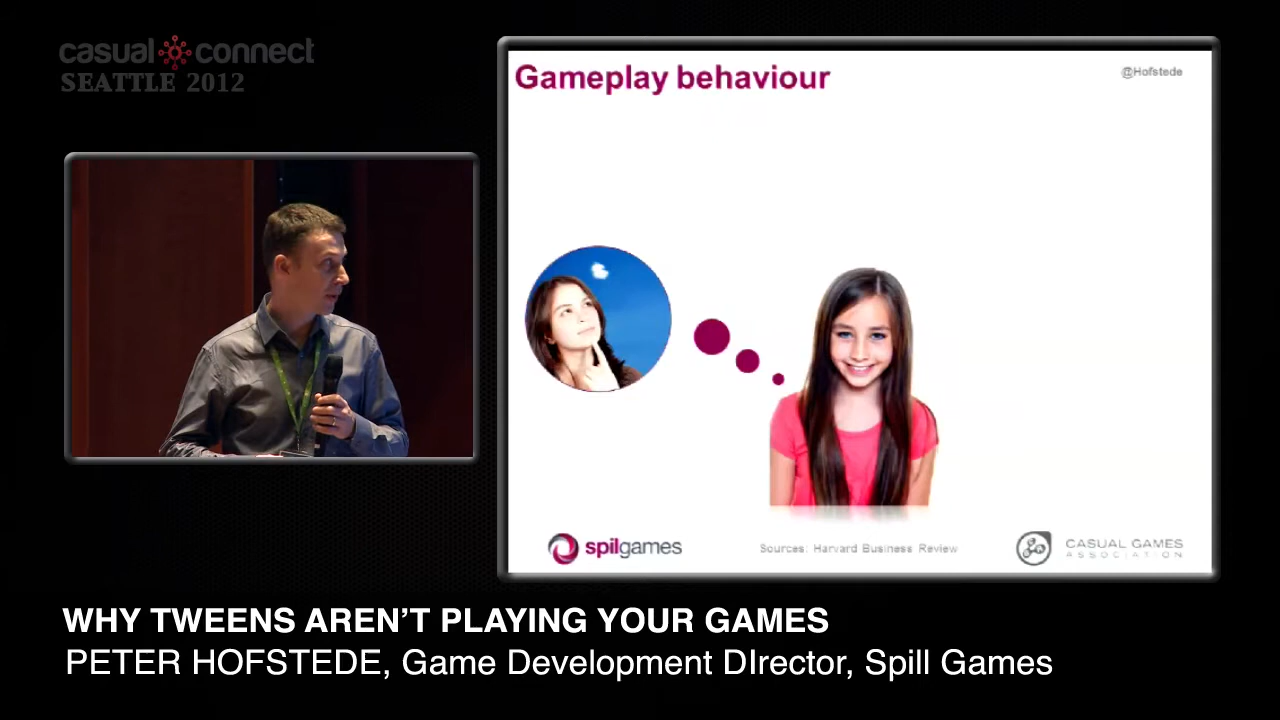 casual connect
SEATTLE 2012
Gameplay behaviour
@Hofstede
spilgames
Sources: Harvard Business Review
CASUAL GAMES
ASSOCIATION
WHY TWEENS AREN'T PLAYING YOUR GAMES
PETER HOFSTEDE, Game Development DIrector, Spill Games